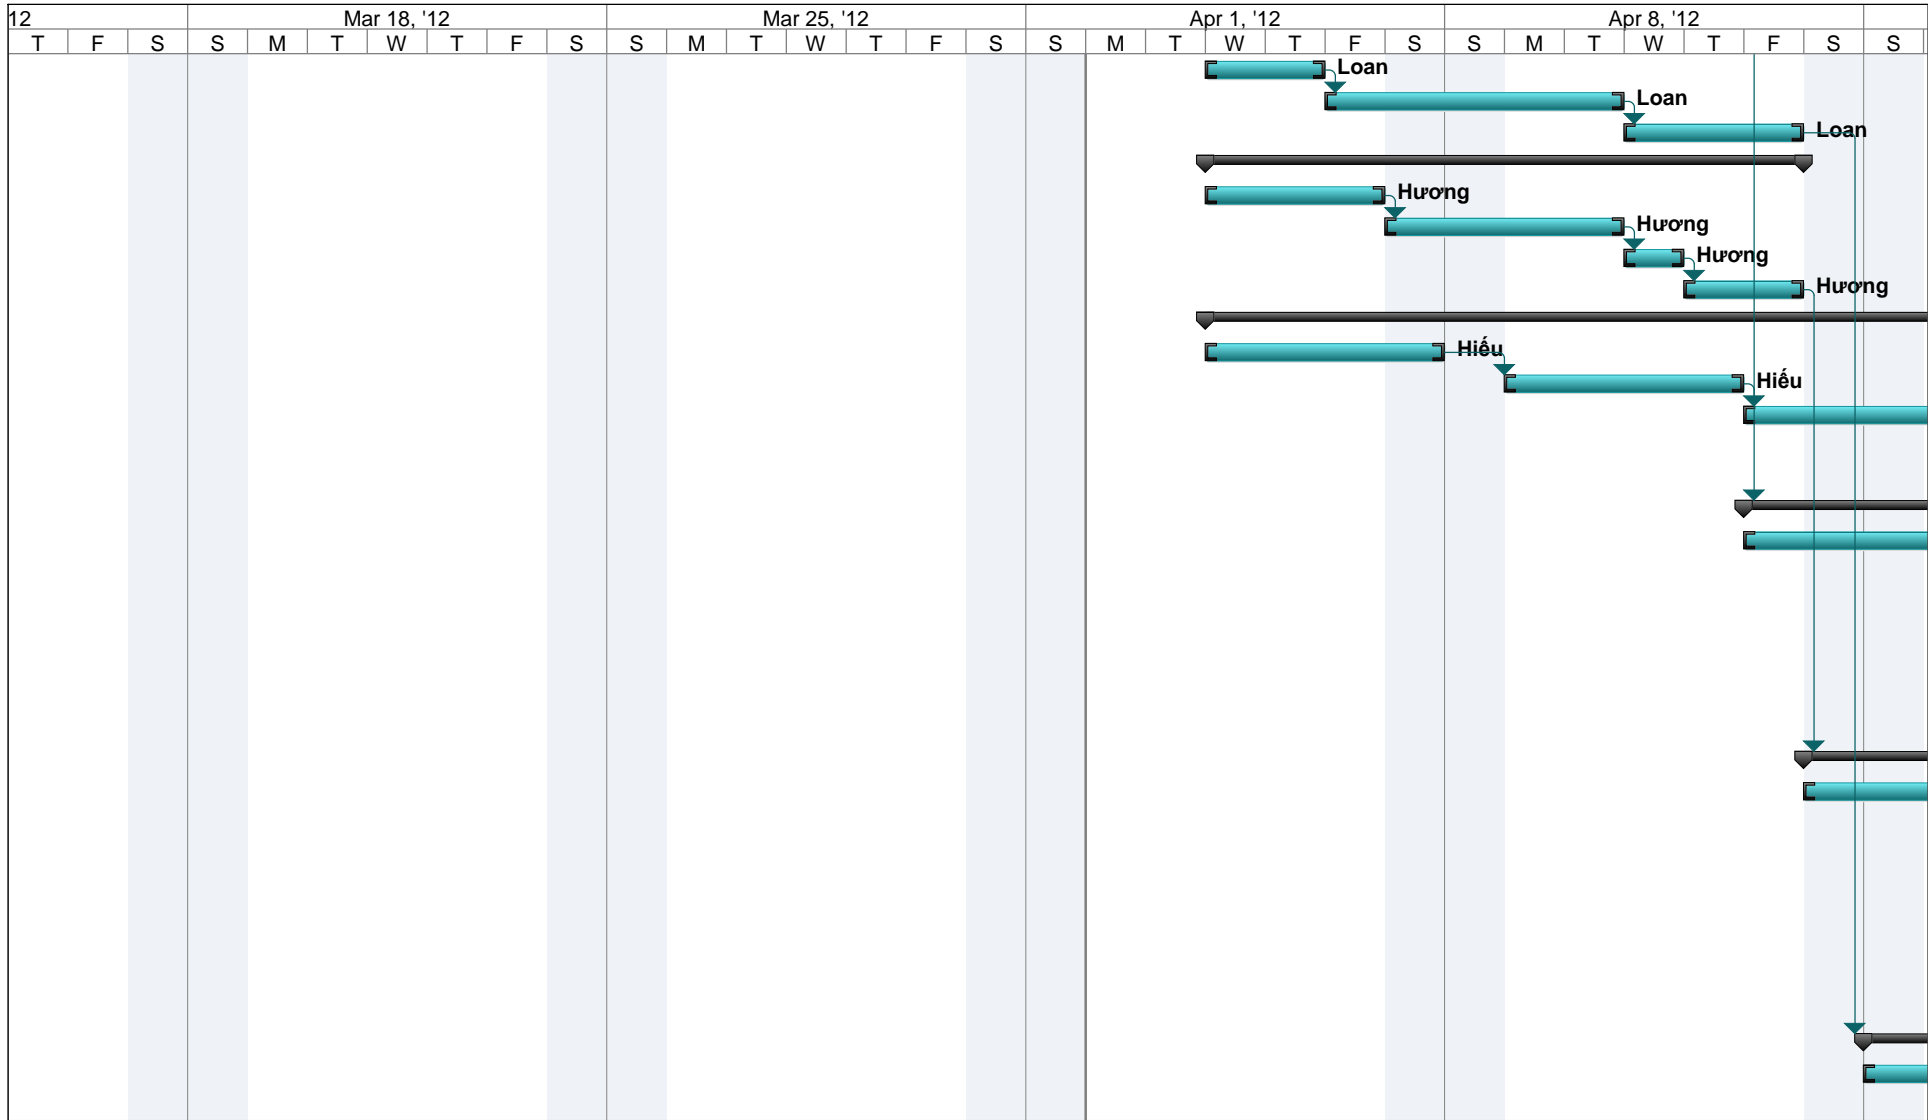 12 Mar 18, '12 Mar 25, '12 Apr 1, '12 Apr 8, '12
T F S S M T W T F S S M T W T F S S M T W T F S S M T W T F S S
Loan
Loan
Loan
Hương
Hương
Hương
Hương
Hiếu
Hiếu